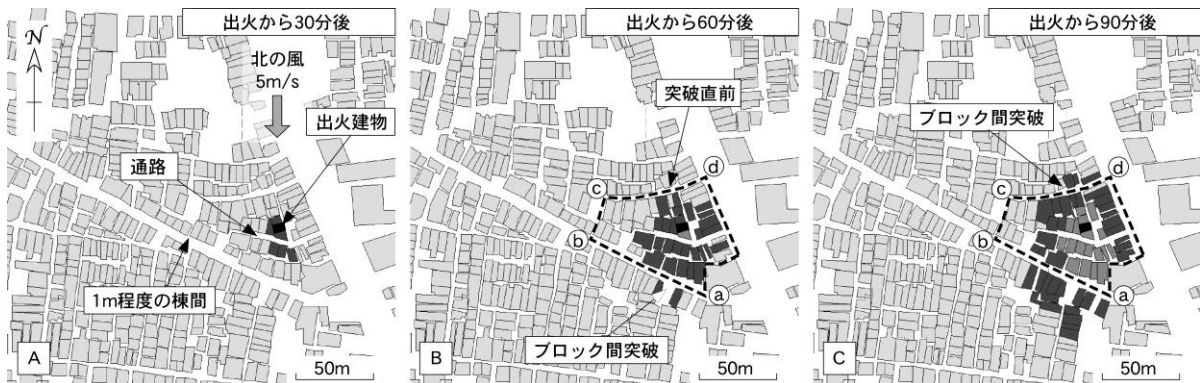 出火から30分後
N
北の風
5m/s
出火建物
通路
1m程度の棟間
A
50m
出火から60分後
突破直前
d
c
b
a
ブロック間突破
B
50m
出火から90分後
ブロック間突破
d
c
b
a
C
50m